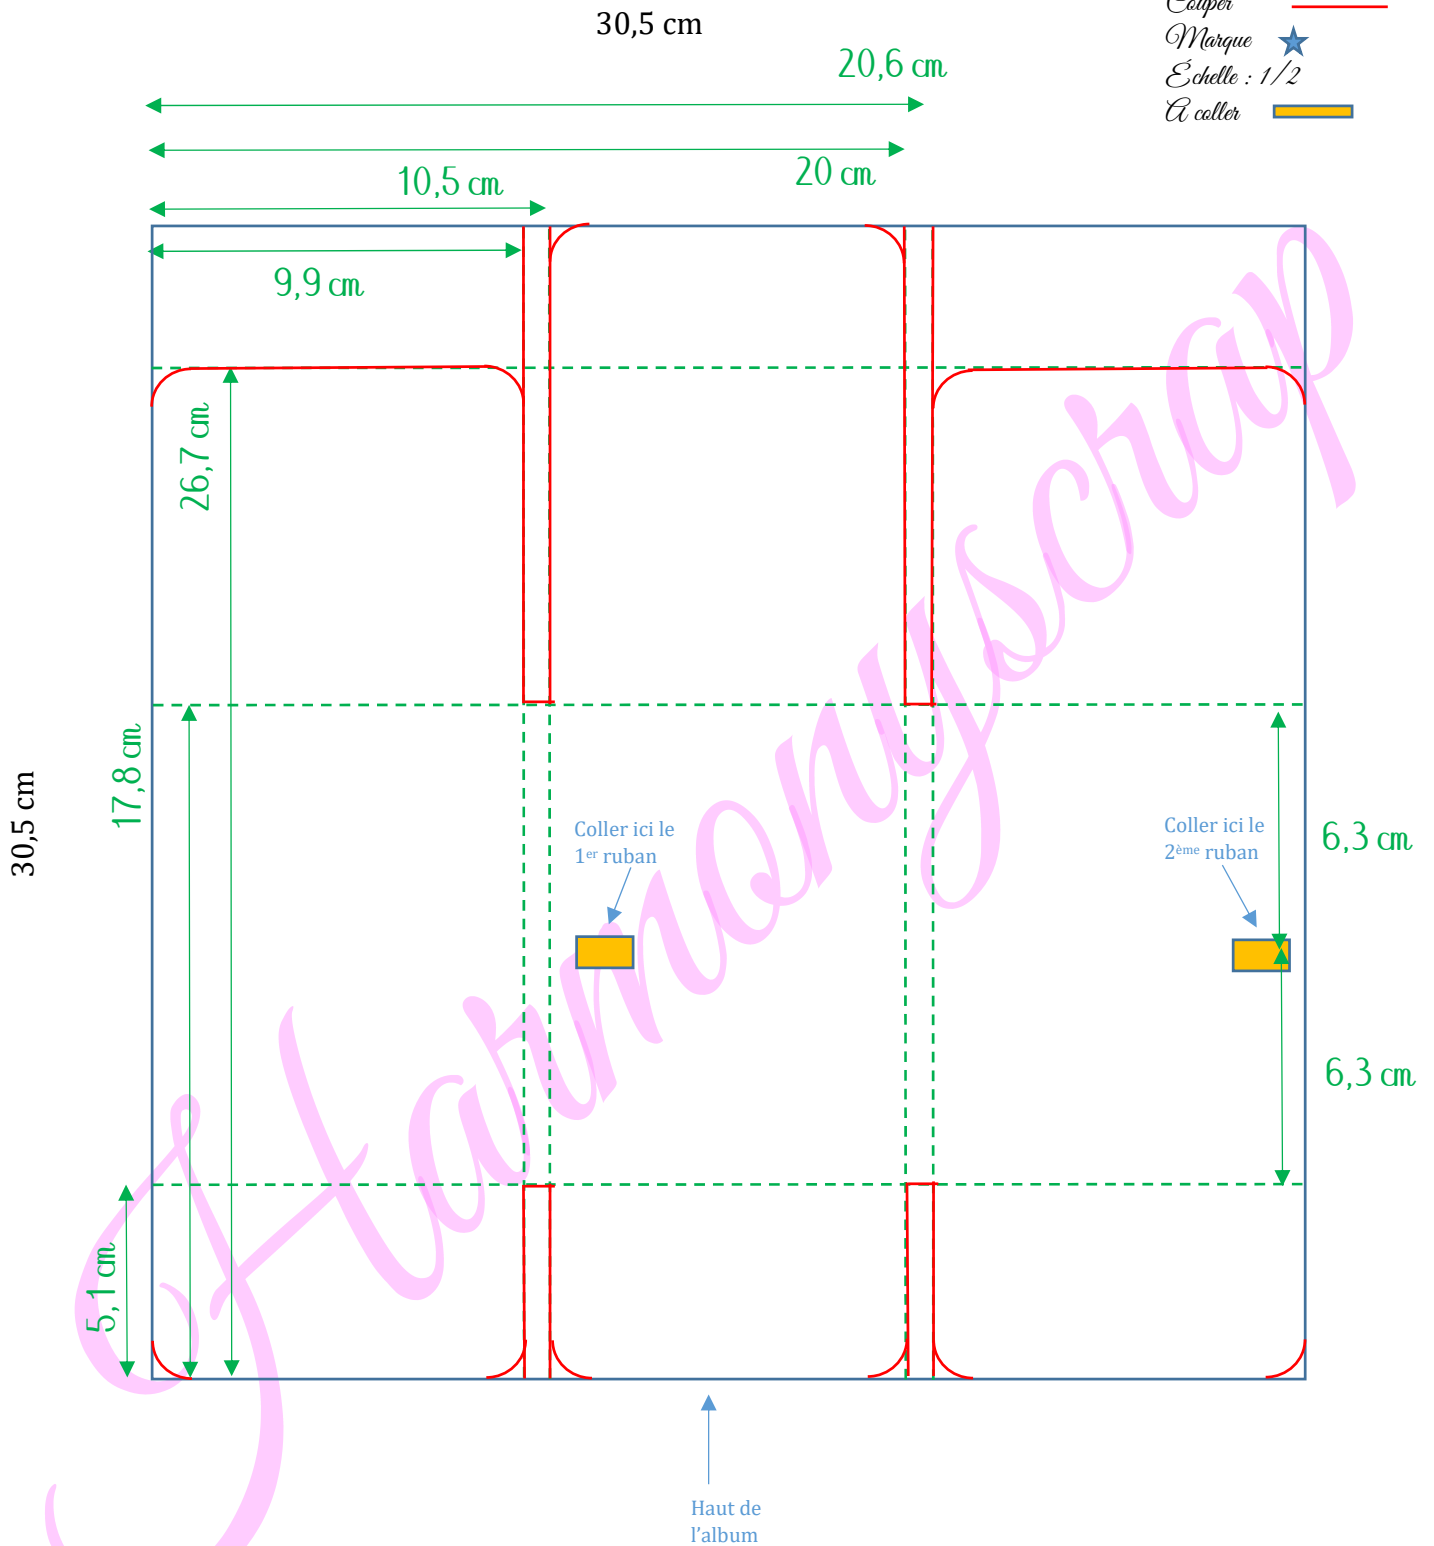 Couper
30,5 cm
Marque
20,6 cm
Échelle : 1/2
A coller
20 cm
10,5 cm
9,9 cm
26,7 cm
17,8 cm
30,5 cm
Coller ici le
1er ruban
Coller ici le
2ème ruban
6,3 cm
6,3 cm
5,1 cm
Haut de
l'album
Harmonyscrap